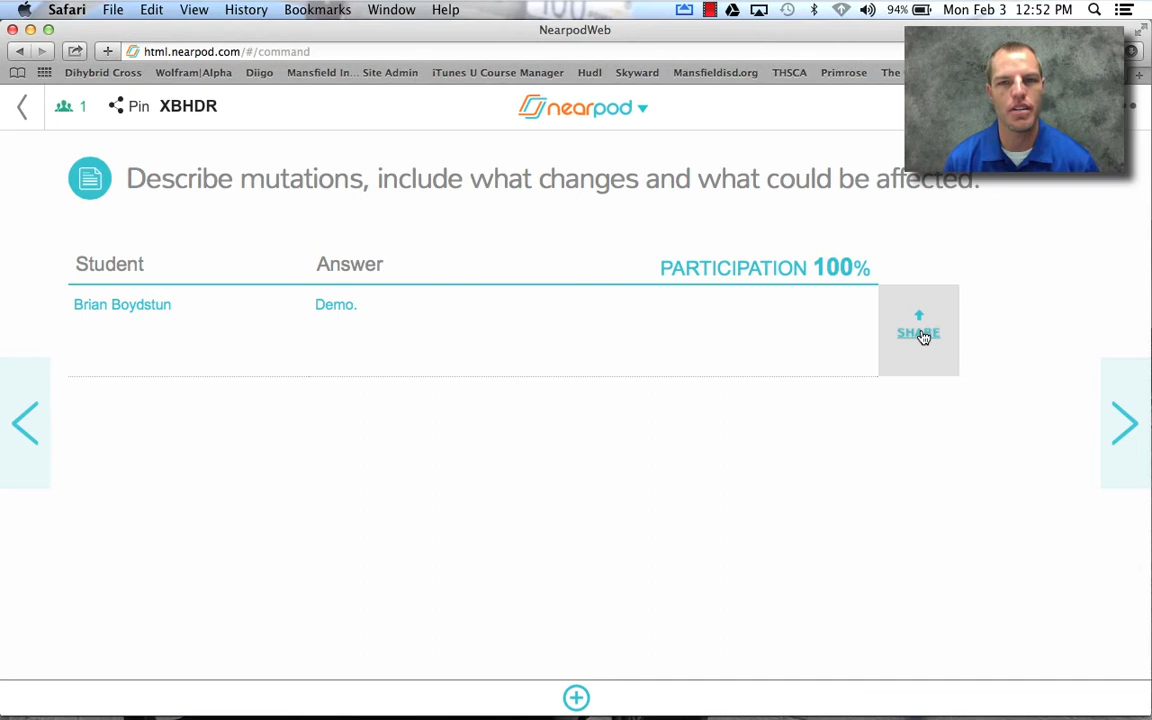 Safari File Edit View History Bookmarks Window Help 94% Mon Feb 3 12:52 PM
NearpodWeb
html.nearpod.com/#/command
Dihybrid Cross Wolfram|Alpha Diigo Mansfield In... Site Admin iTunes U Course Manager Hudl Skyward Mansfieldisd.org THSCA Primrose The
1 Pin XBHDR nearpod
Describe mutations, include what changes and what could be affected.
Student Answer PARTICIPATION 100%
Brian Boydstun Demo.
SHARE